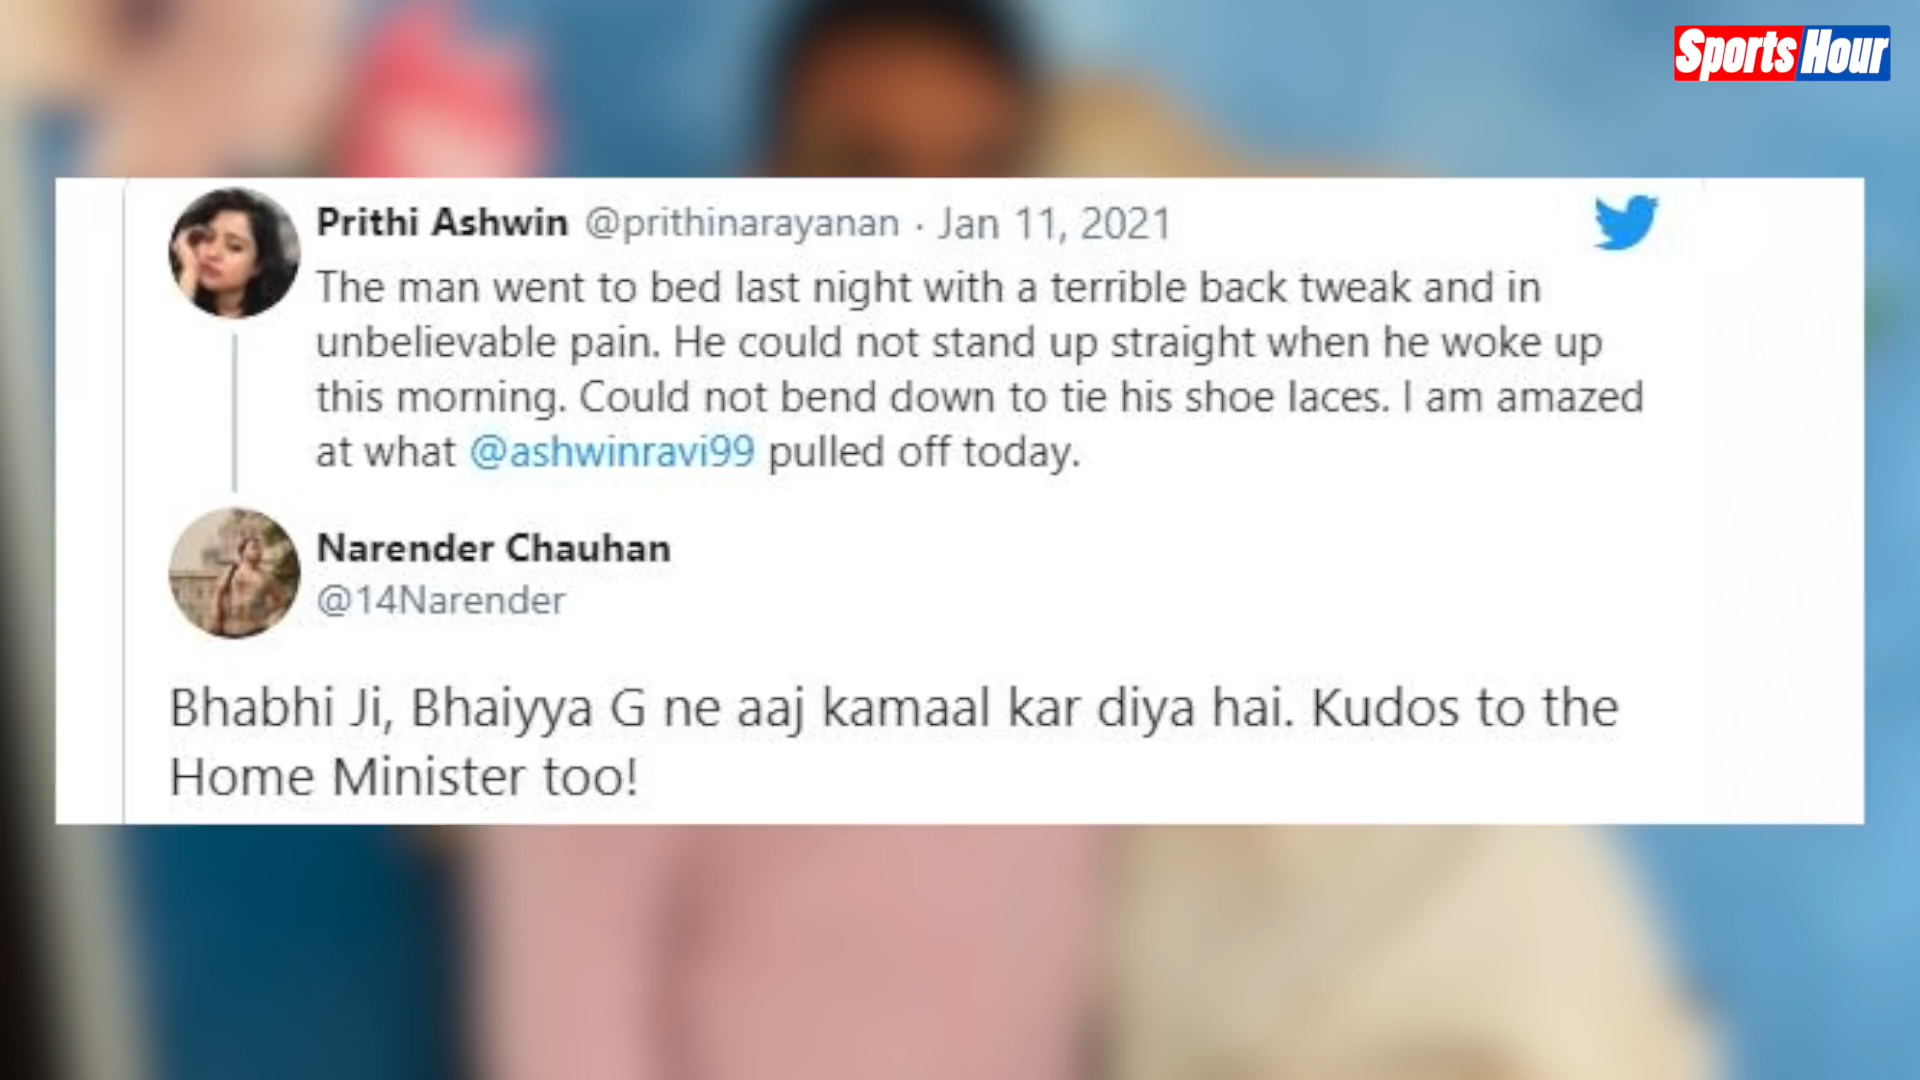 SportsHour
Prithi Ashwin @prithinarayanan · Jan 11, 2021
The man went to bed last night with a terrible back tweak and in
unbelievable pain. He could not stand up straight when he woke up
this morning. Could not bend down to tie his shoe laces. I am amazed
at what @ashwinravi99 pulled off today.
Narender Chauhan
@14Narender
Bhabhi Ji, Bhaiyya G ne aaj kamaal kar diya hai. Kudos to the
Home Minister too!